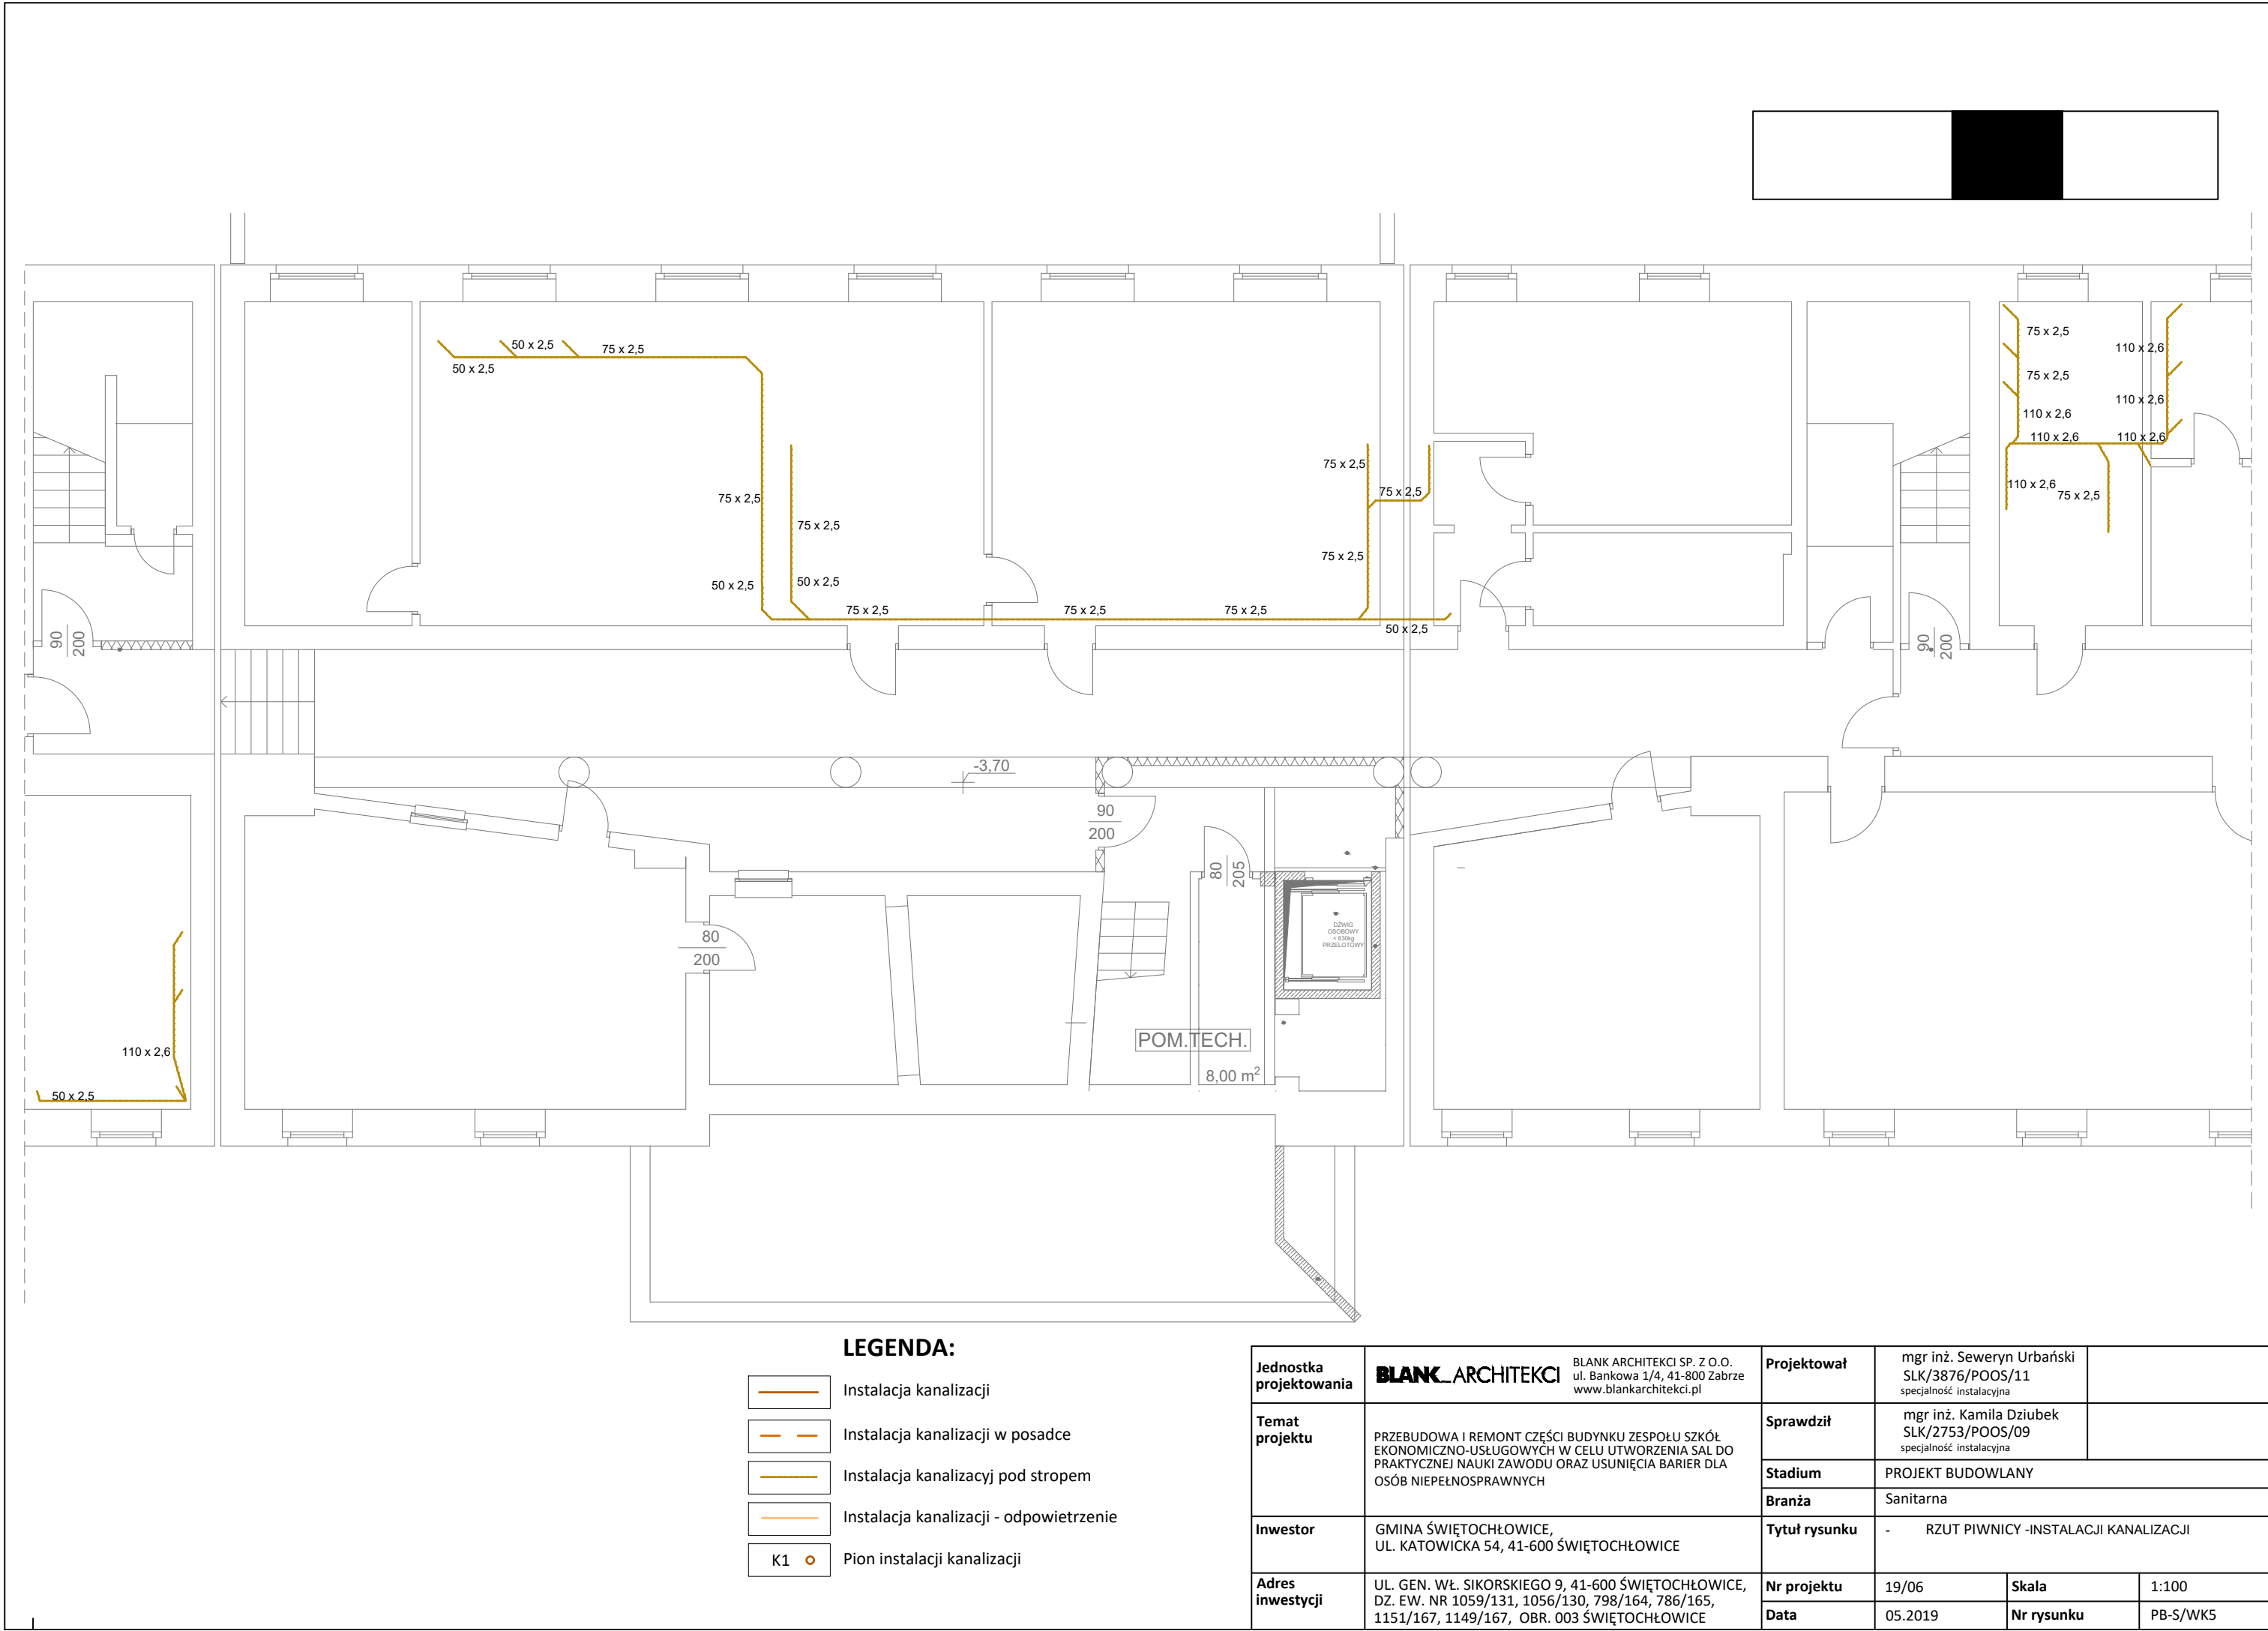 50 x 2,5
75 x 2,5
50 x 2,5
75 x 2,5
110 x 2,6
75 x 2,5
110 x 2,6
110 x 2,6
110 x 2,6
110 x 2,6
75 x 2,5
75 x 2,5
110 x 2,6
75 x 2,5
75 x 2,5
75 x 2,5
75 x 2,5
50 x 2,5
50 x 2,5
75 x 2,5
75 x 2,5
75 x 2,5
75 x 2,5
50 x 2,5
90
200
90
200
-3,70
90
200
80
205
80
200
DŹWIG
OSOBOWY
< 630kg
PRZELOTOWY
POM.TECH.
8,00 m²
110 x 2,6
50 x 2,5
LEGENDA:
Instalacja kanalizacji
Instalacja kanalizacji w posadce
Instalacja kanalizacyj pod stropem
Instalacja kanalizacji - odpowietrzenie
K1
Pion instalacji kanalizacji
Jednostka
projektowania
BLANK_ARCHITEKCI
BLANK ARCHITEKCI SP. Z O.O.
ul. Bankowa 1/4, 41-800 Zabrze
www.blankarchitekci.pl
Projektował
mgr inż. Seweryn Urbański
SLK/3876/POOS/11
specjalność instalacyjna
Temat
projektu
PRZEBUDOWA I REMONT CZĘŚCI BUDYNKU ZESPOŁU SZKÓŁ
EKONOMICZNO-USŁUGOWYCH W CELU UTWORZENIA SAL DO
PRAKTYCZNEJ NAUKI ZAWODU ORAZ USUNIĘCIA BARIER DLA
OSÓB NIEPEŁNOSPRAWNYCH
Sprawdził
mgr inż. Kamila Dziubek
SLK/2753/POOS/09
specjalność instalacyjna
Stadium
PROJEKT BUDOWLANY
Branża
Sanitarna
Inwestor
GMINA ŚWIĘTOCHŁOWICE,
UL. KATOWICKA 54, 41-600 ŚWIĘTOCHŁOWICE
Tytuł rysunku
- RZUT PIWNICY -INSTALACJI KANALIZACJI
Adres
inwestycji
UL. GEN. WŁ. SIKORSKIEGO 9, 41-600 ŚWIĘTOCHŁOWICE,
DZ. EW. NR 1059/131, 1056/130, 798/164, 786/165,
1151/167, 1149/167, OBR. 003 ŚWIĘTOCHŁOWICE
Nr projektu
19/06
Skala
1:100
Data
05.2019
Nr rysunku
PB-S/WK5